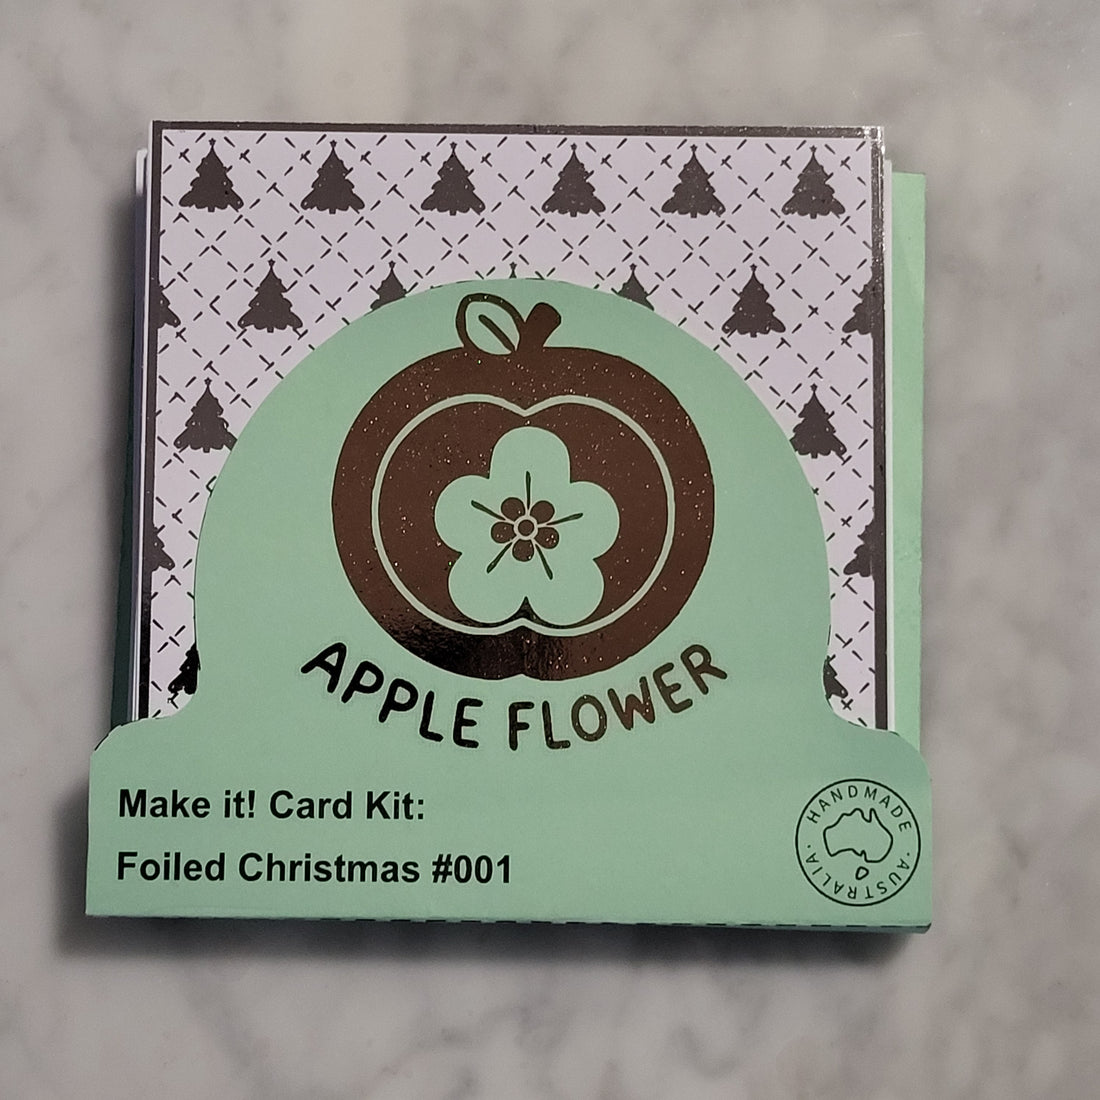 APPLE FLOWER
Make it! Card Kit:
Foiled Christmas #001
HANDMADE · AUSTRALIA ·